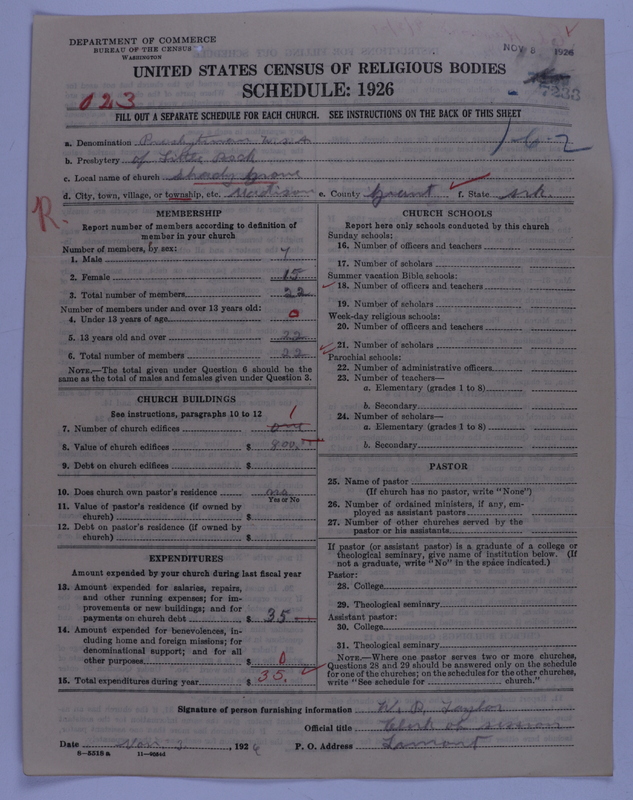 DEPARTMENT OF COMMERCE
BUREAU OF THE CENSUS
WASHINGTON
NOV 8 1926
UNITED STATES CENSUS OF RELIGIOUS BODIES
SCHEDULE: 1926
023
7233
FILL OUT A SEPARATE SCHEDULE FOR EACH CHURCH. SEE INSTRUCTIONS ON THE BACK OF THIS SHEET
a. Denomination Presbyterian U.S.A
b. Presbytery of Little Rock
c. Local name of church Shady Grove
d. City, town, village, or township, etc. Madison e. County Grant f. State Ark.
R.
MEMBERSHIP
Report number of members according to definition of
member in your church
Number of members, by sex:
1. Male 7
2. Female 15
3. Total number of members 22
Number of members under and over 13 years old:
4. Under 13 years of age 0
5. 13 years old and over 22
6. Total number of members 22
NOTE.—The total given under Question 6 should be the
same as the total of males and females given under Question 3.
CHURCH BUILDINGS
See instructions, paragraphs 10 to 12
1
7. Number of church edifices one
8. Value of church edifices $ 800.
9. Debt on church edifices $
10. Does church own pastor's residence no
Yes or No
11. Value of pastor's residence (if owned by
church) $
12. Debt on pastor's residence (if owned by
church) $
EXPENDITURES
Amount expended by your church during last fiscal year
13. Amount expended for salaries, repairs,
and other running expenses; for im-
provements or new buildings; and for
payments on church debt $ 35
14. Amount expended for benevolences, in-
cluding home and foreign missions; for
denominational support; and for all
other purposes $ 0
15. Total expenditures during year $ 35.
CHURCH SCHOOLS
Report here only schools conducted by this church
Sunday schools:
16. Number of officers and teachers
17. Number of scholars
Summer vacation Bible schools:
18. Number of officers and teachers
19. Number of scholars
Week-day religious schools:
20. Number of officers and teachers
21. Number of scholars
Parochial schools:
22. Number of administrative officers
23. Number of teachers—
a. Elementary (grades 1 to 8)
b. Secondary
24. Number of scholars—
a. Elementary (grades 1 to 8)
b. Secondary
PASTOR
25. Name of pastor
(If church has no pastor, write "None")
26. Number of ordained ministers, if any, em-
ployed as assistant pastors
27. Number of other churches served by the
pastor or his assistants
If pastor (or assistant pastor) is a graduate of a college or
theological seminary, give name of institution below. (If
not a graduate, write "No" in the space indicated.)
Pastor:
28. College
29. Theological seminary
Assistant pastor:
30. College
31. Theological seminary
NOTE.—Where one pastor serves two or more churches,
Questions 28 and 29 should be answered only on the schedule
for one of the churches; on the schedules for the other churches,
write "See schedule for church."
Signature of person furnishing information W. D. Taylor
Official title Clerk of session
Date Nov. 192 6 P. O. Address Lamont
8—5518 a